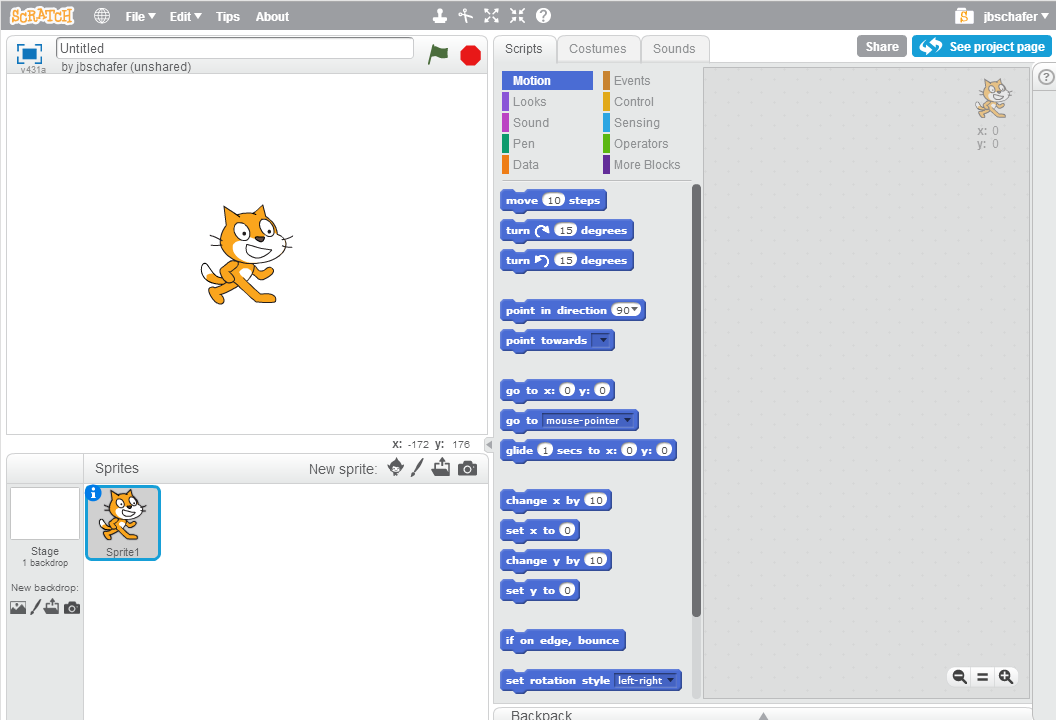 SCRATCH File Edit Tips About jbschafer
Untitled
by jbschafer (unshared)
v431a
Scripts Costumes Sounds
Share See project page
Motion Events
Looks Control
Sound Sensing
Pen Operators
Data More Blocks
x: 0
y: 0
move 10 steps
turn 15 degrees
turn 15 degrees
point in direction 90
point towards
go to x: 0 y: 0
go to mouse-pointer
glide 1 secs to x: 0 y: 0
change x by 10
set x to 0
change y by 10
set y to 0
if on edge, bounce
set rotation style left-right
x: -172 y: 176
Sprites New sprite:
Stage
1 backdrop
New backdrop:
Sprite1
Backpack